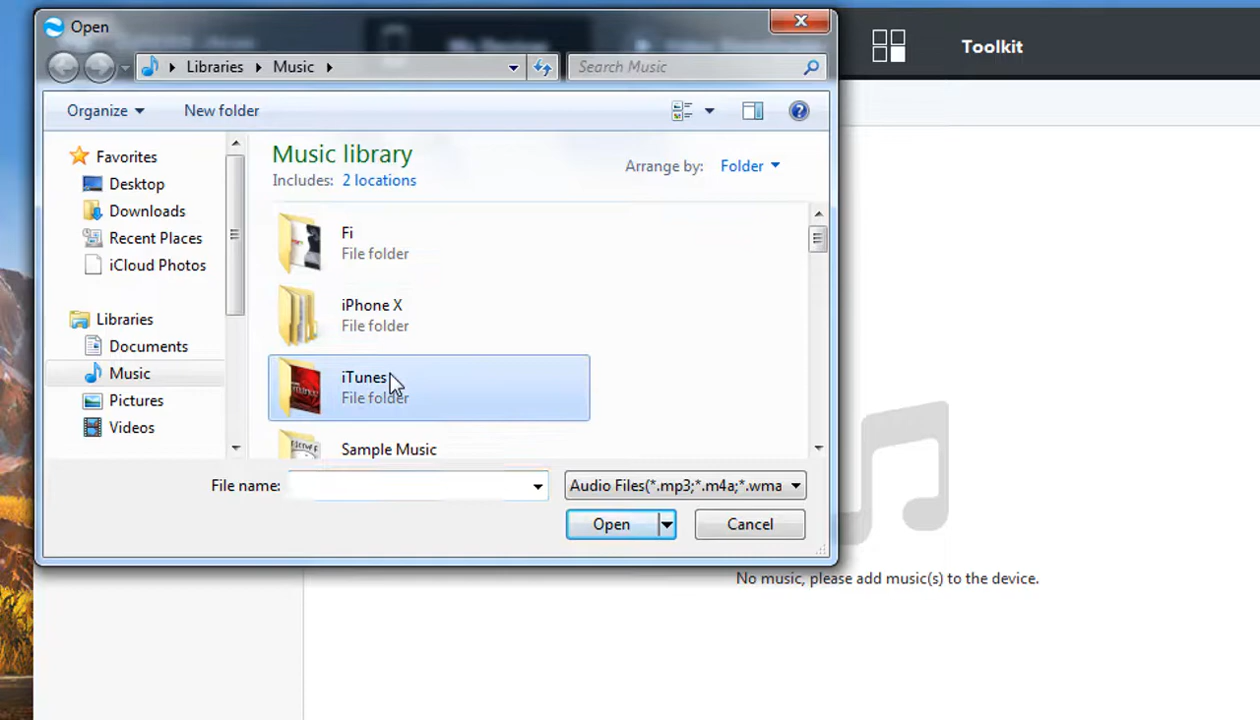 Open
Toolkit
Libraries
Music
Search Music
Organize
New folder
Favorites
Desktop
Downloads
Recent Places
iCloud Photos
Libraries
Documents
Music
Pictures
Videos
Music library
Includes: 2 locations
Arrange by: Folder
Fi
File folder
iPhone X
File folder
iTunes
File folder
Sample Music
File name:
Audio Files(*.mp3;*.m4a;*.wma
Open
Cancel
No music, please add music(s) to the device.